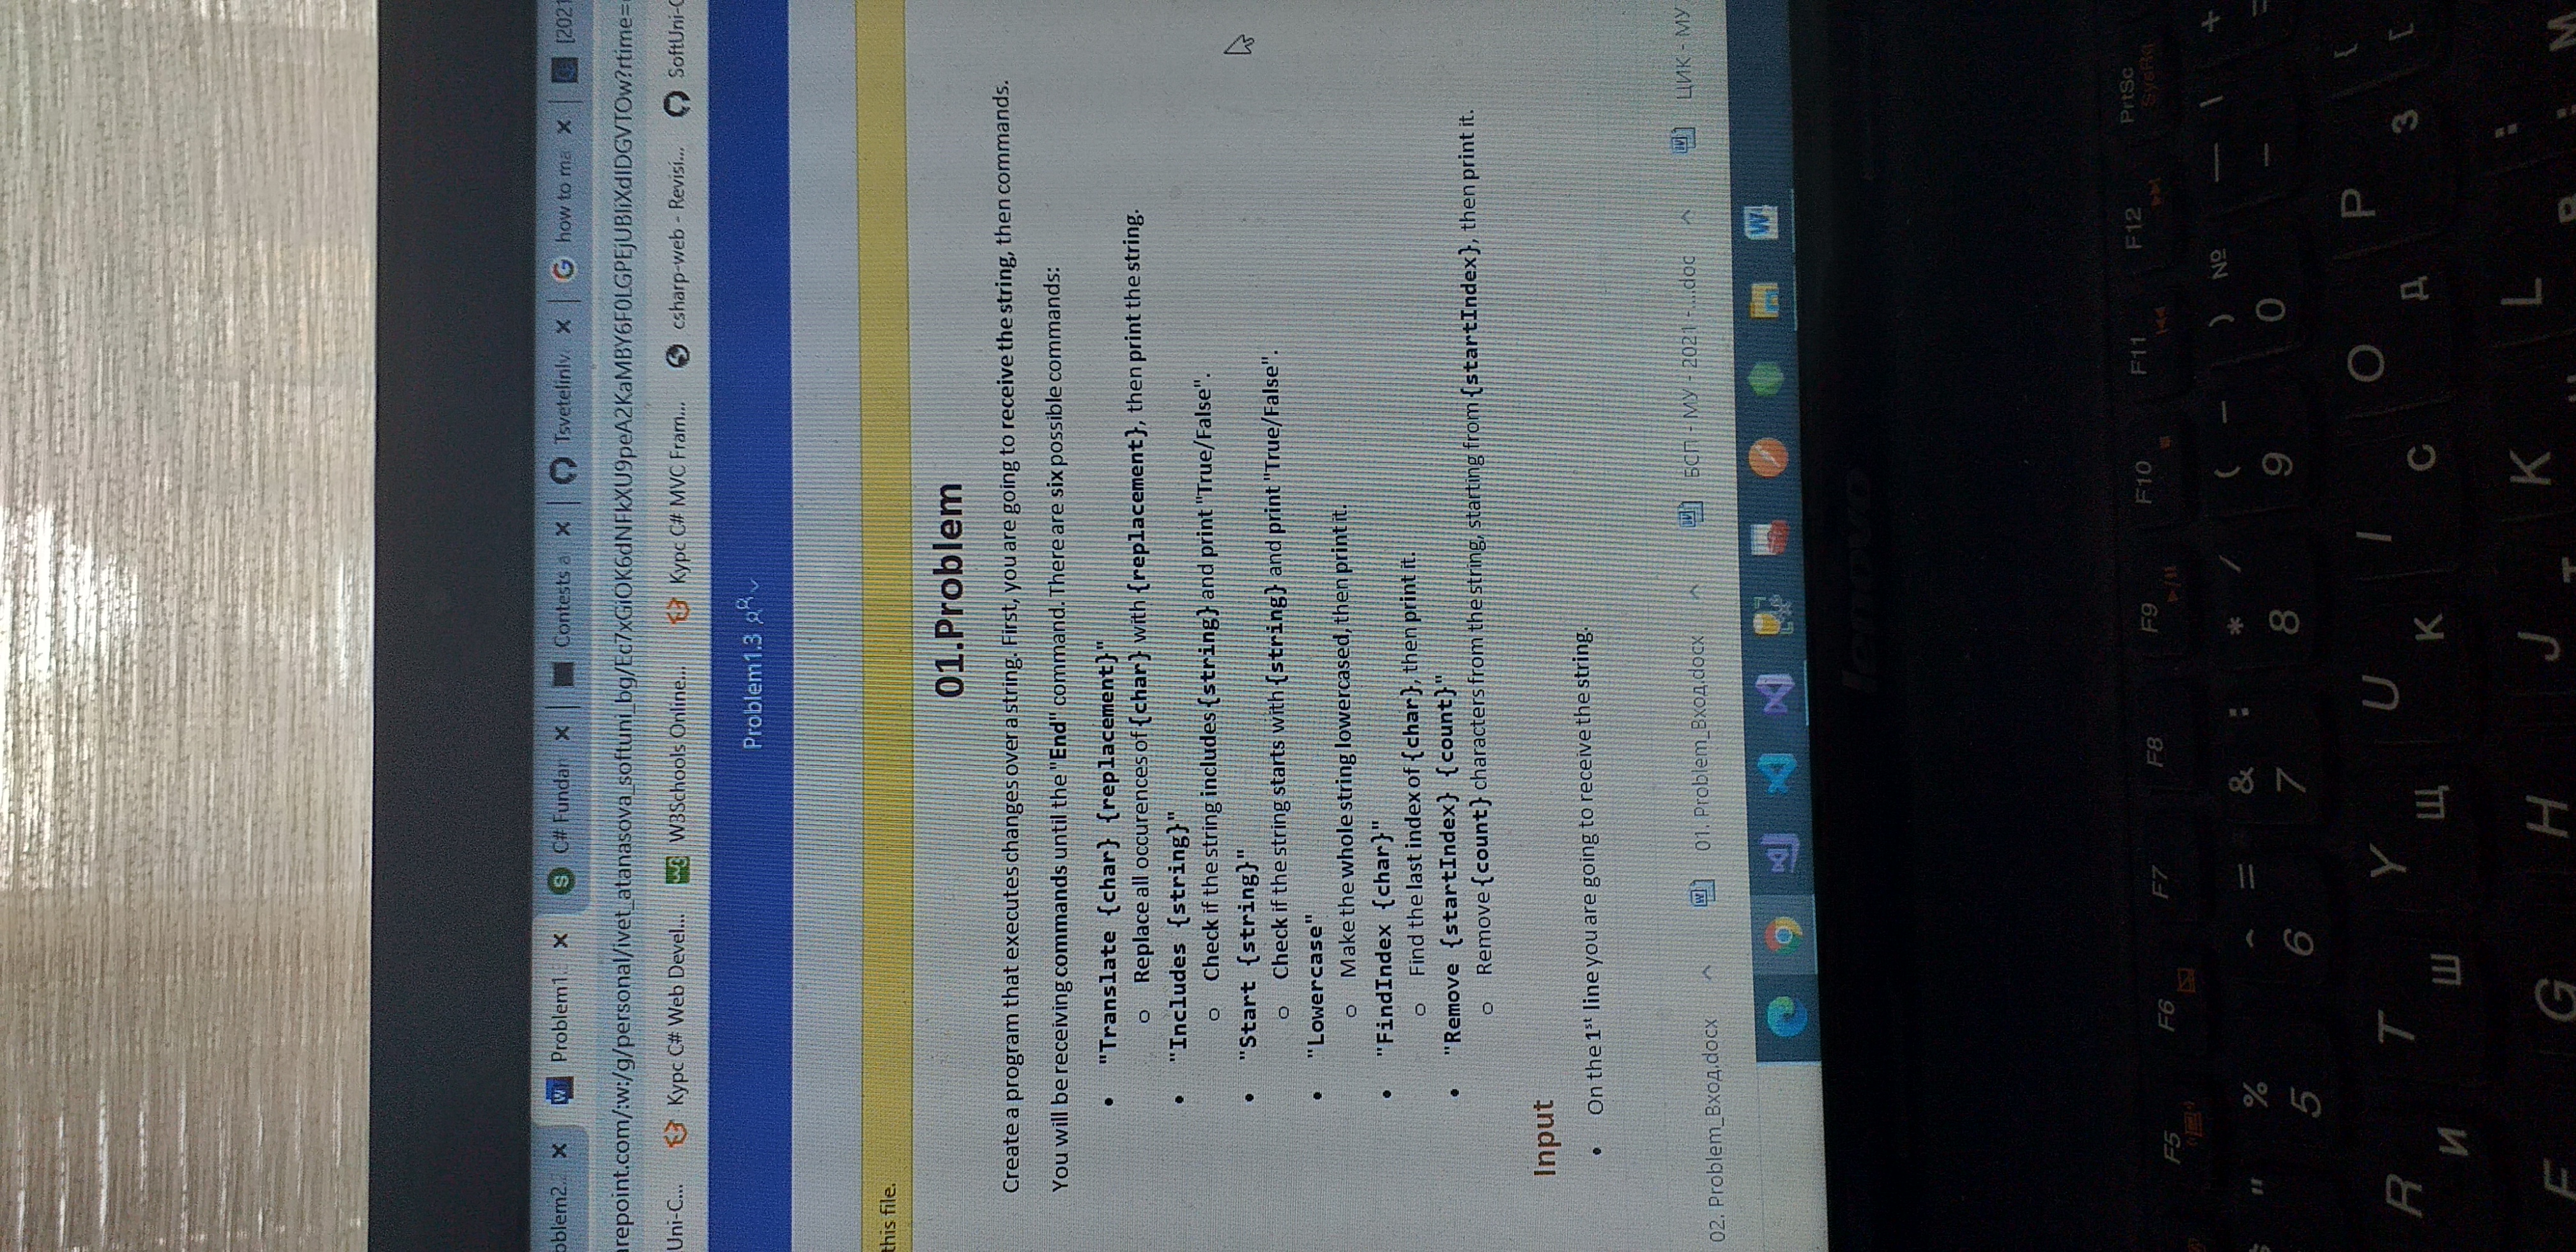 oblem2.
Problem1.
C# Fundar
Contests a
Tsvetelinlv.
how to ma
[2021
repoint.com/:w:/g/personal/ivet_atanasova_softuni_bg/Ec7xGiOK6dNFkXU9peA2KaMBY6F0LGPEjUBliXdIDGVTOw?rtime=
Uni-C...
Курс C# Web Devel...
W3Schools Online...
Курс C# MVC Fram...
csharp-web - Revisi...
SoftUni-C
Problem1.3
this file.
01.Problem
Create a program that executes changes over a string. First, you are going to receive the string, then commands.
You will be receiving commands until the "End" command. There are six possible commands:
• "Translate {char} {replacement}"
o Replace all occurences of {char} with {replacement}, then print the string.
• "Includes {string}"
o Check if the string includes {string} and print "True/False".
• "Start {string}"
o Check if the string starts with {string} and print "True/False".
• "Lowercase"
o Make the whole string lowercased, then print it.
• "FindIndex {char}"
o Find the last index of {char}, then print it.
• "Remove {startIndex} {count}"
o Remove {count} characters from the string, starting from {startIndex}, then print it.
Input
• On the 1st line you are going to receive the string.
02. Problem_Вход.docx
01. Problem_Вход.docx
БСП - МУ - 2021 -....doc
ЦИК - МУ
lenovo
F5 F6 F7 F8 F9 F10 F11 F12 PrtSc
SysRq
" % = & : * / ( – ) № — \ +
5 6 7 8 9 0 –
R T Y U I O P [
И Ш Щ К С Д З
F G H J K L :